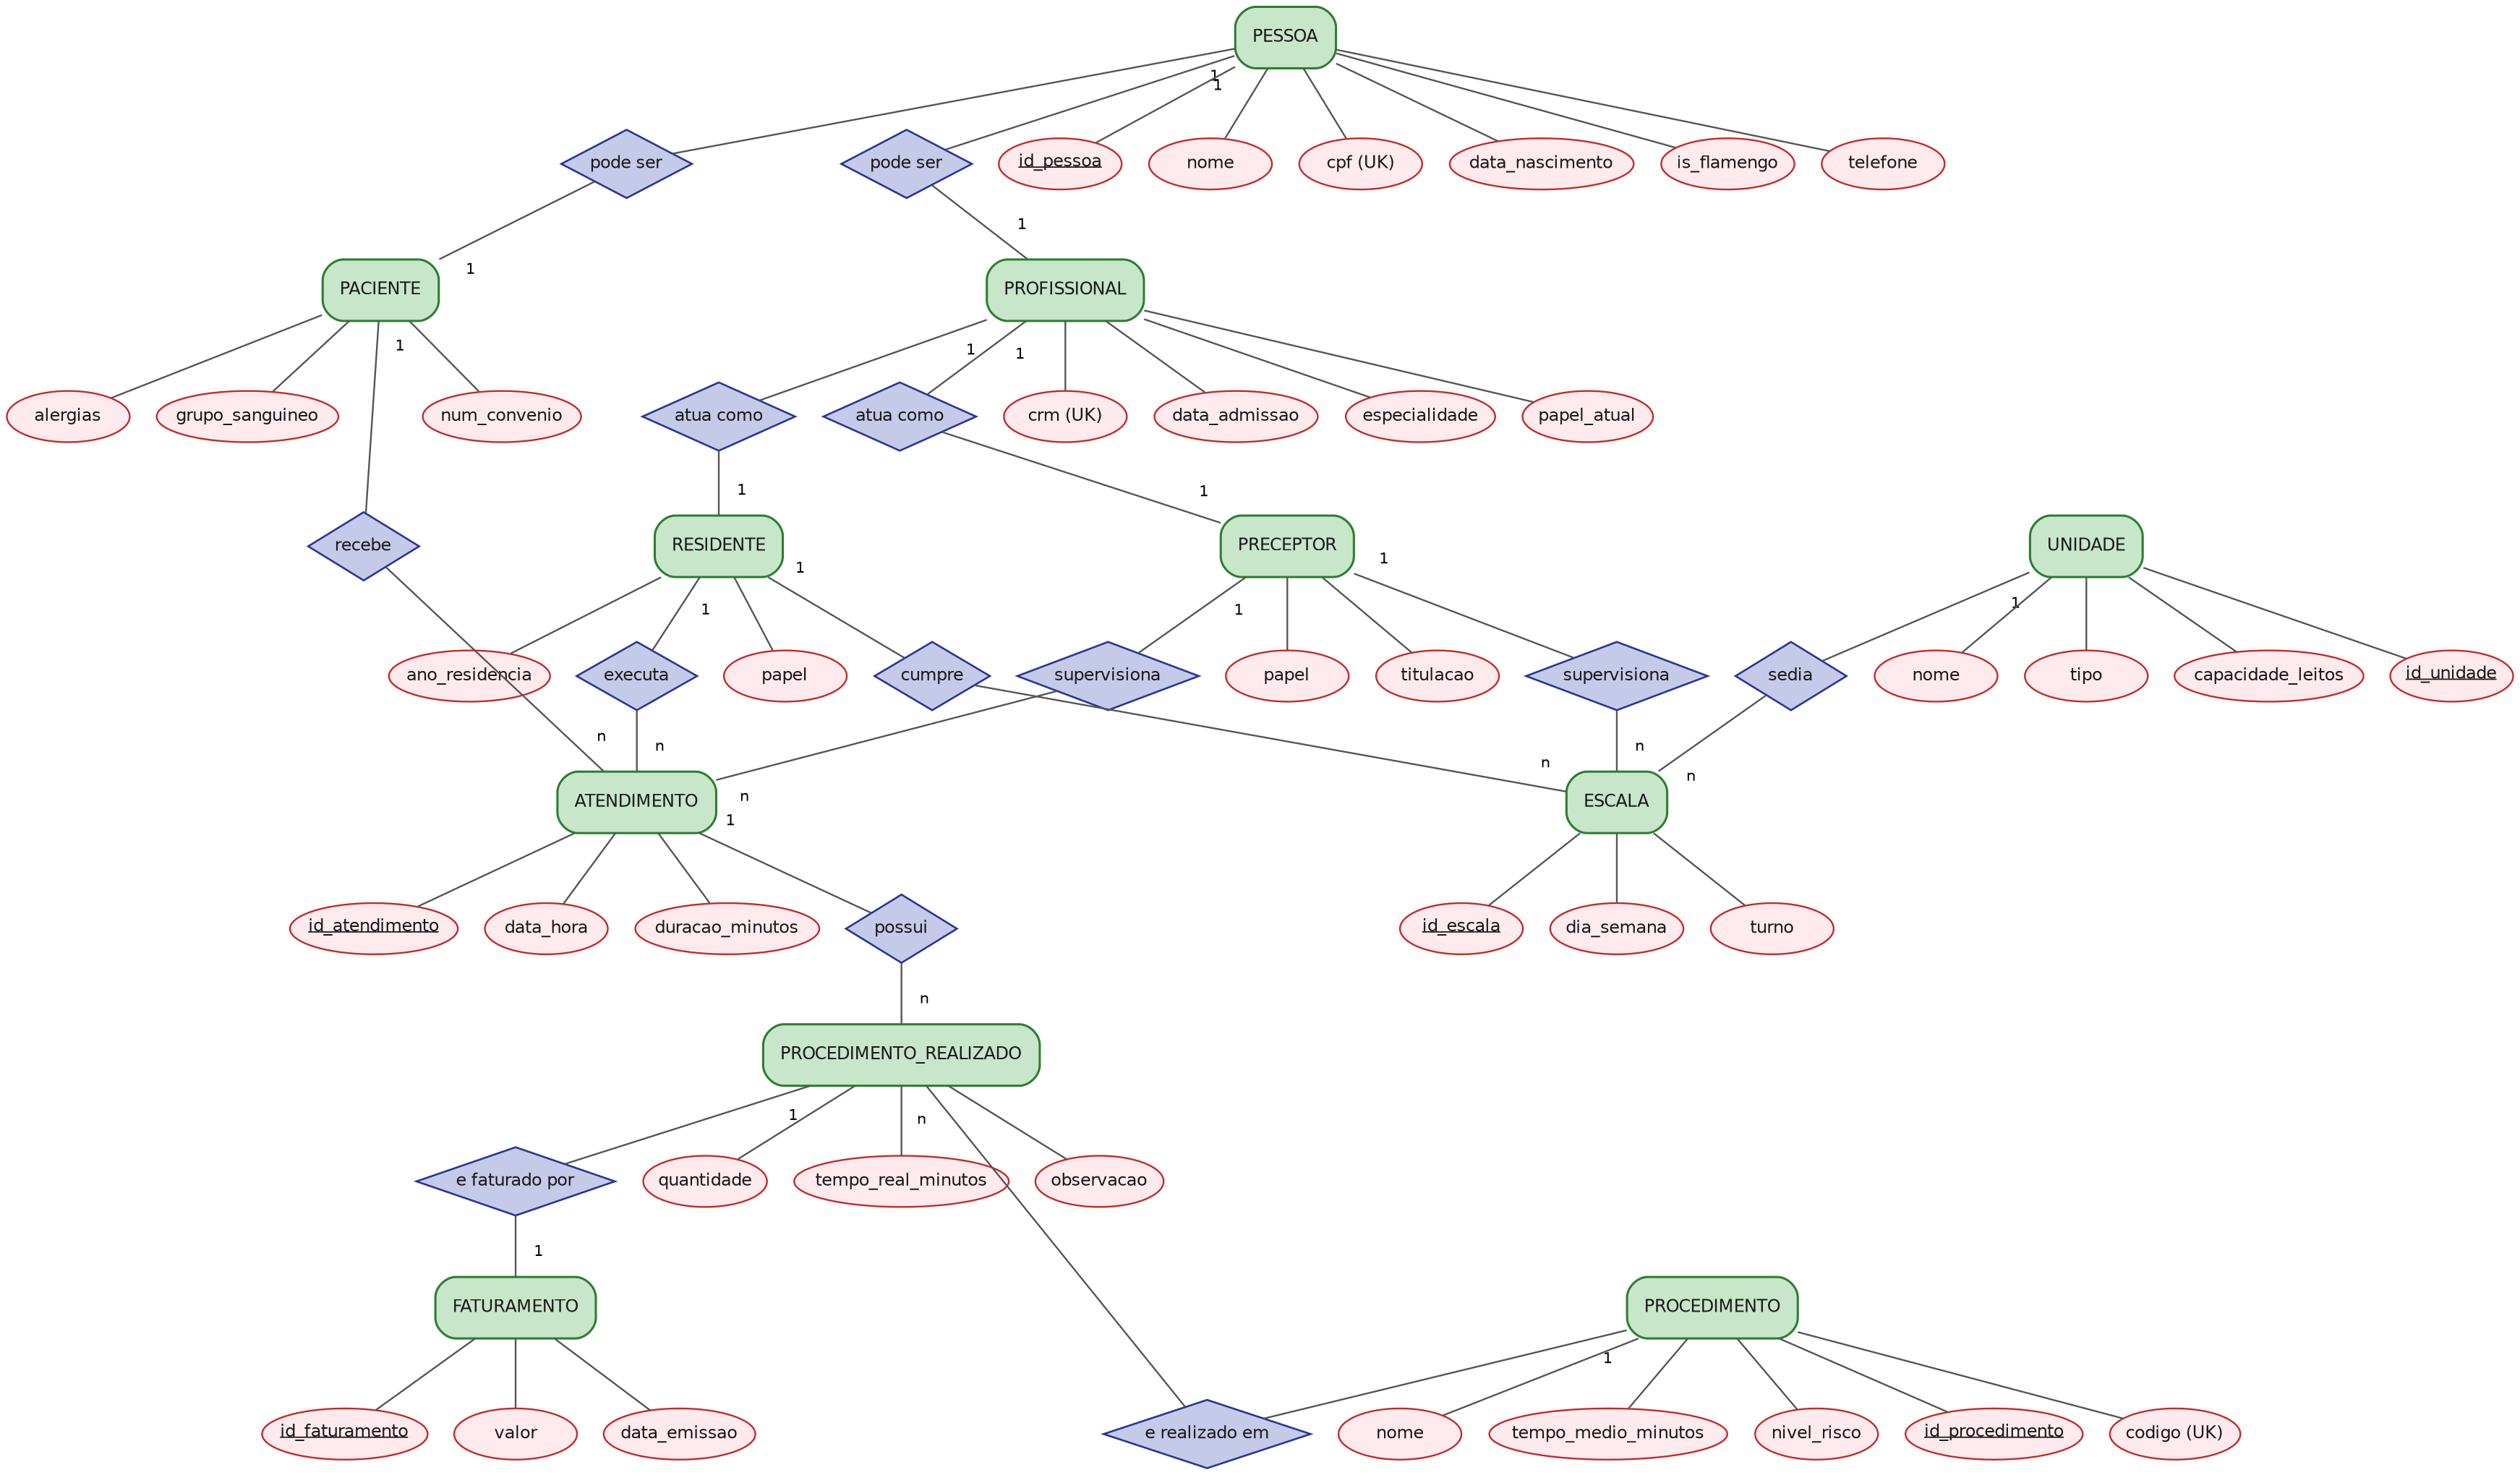 PESSOA
1
1
pode ser
pode ser
id_pessoa
nome
cpf (UK)
data_nascimento
is_flamengo
telefone
1
1
PACIENTE
PROFISSIONAL
1
1
1
alergias
grupo_sanguineo
num_convenio
atua como
atua como
crm (UK)
data_admissao
especialidade
papel_atual
1
1
recebe
RESIDENTE
PRECEPTOR
UNIDADE
1
1
1
1
1
ano_residencia
executa
papel
cumpre
supervisiona
papel
titulacao
supervisiona
sedia
nome
tipo
capacidade_leitos
id_unidade
n
n
n
n
n
ATENDIMENTO
n
ESCALA
1
id_atendimento
data_hora
duracao_minutos
possui
id_escala
dia_semana
turno
n
PROCEDIMENTO_REALIZADO
1
n
e faturado por
quantidade
tempo_real_minutos
observacao
1
FATURAMENTO
PROCEDIMENTO
1
id_faturamento
valor
data_emissao
e realizado em
nome
tempo_medio_minutos
nivel_risco
id_procedimento
codigo (UK)